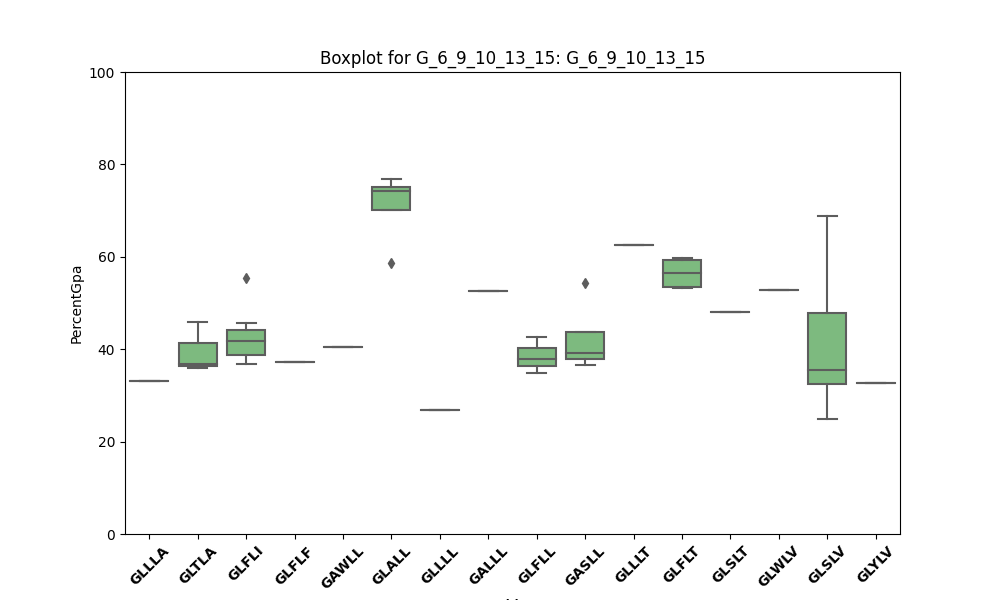 Boxplot for G_6_9_10_13_15: G_6_9_10_13_15
PercentGpa
100
80
60
40
20
0
GLLLA
GLTLA
GLFLI
GLFLF
GAWLL
GLALL
GLLLL
GALLL
GLFLL
GASLL
GLLLT
GLFLT
GLSLT
GLWLV
GLSLV
GLYLV